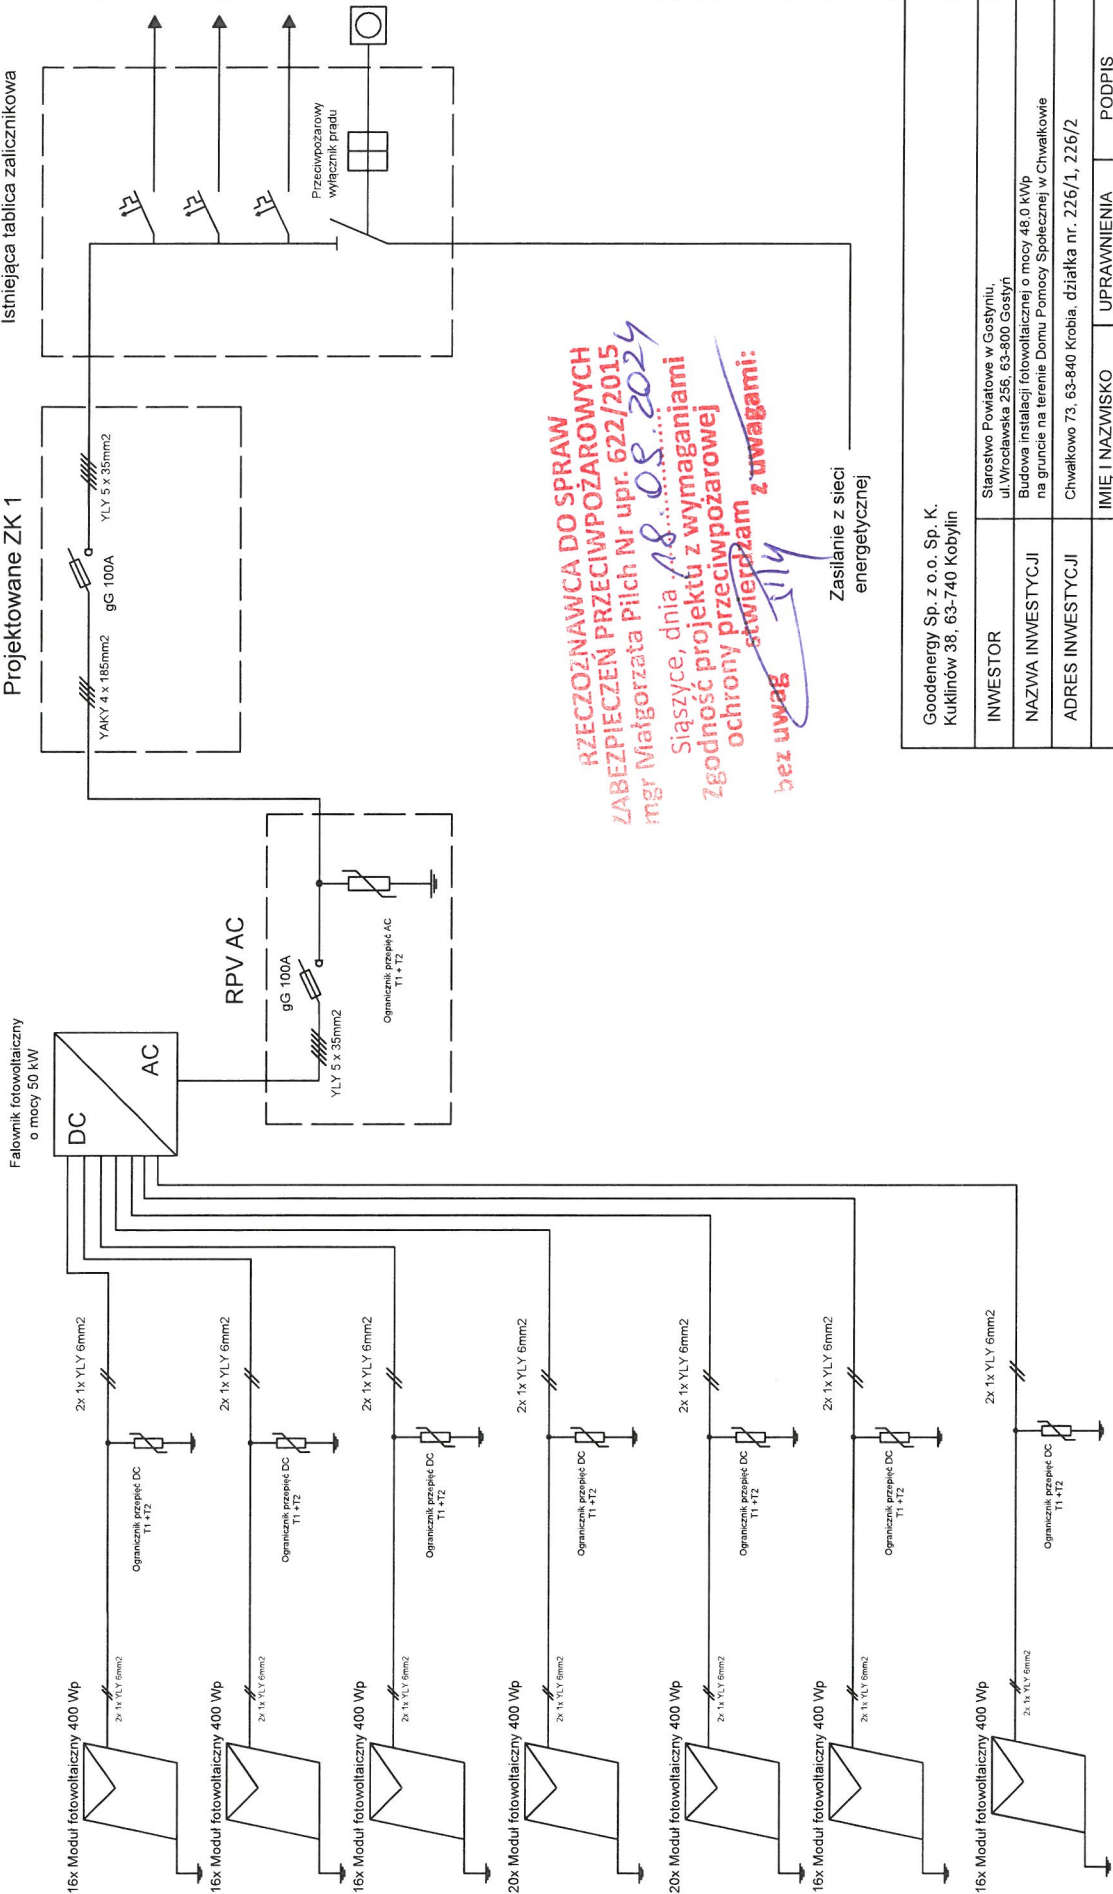 Istniejąca tablica zalicznikowa
Przeciwpożarowy
wyłącznik prądu
Projektowane ZK 1
YLY 5 x 35mm2
gG 100A
YAKY 4 x 185mm2
RPV AC
gG 100A
YLY 5 x 35mm2
Ogranicznik przepięć AC
T1 + T2
Falownik fotowoltaiczny
o mocy 50 kW
DC
AC
2x 1x YLY 6mm2
Ogranicznik przepięć DC
T1 +T2
2x 1x YLY 6mm2
16x Moduł fotowoltaiczny 400 Wp
2x 1x YLY 6mm2
Ogranicznik przepięć DC
T1 +T2
2x 1x YLY 6mm2
16x Moduł fotowoltaiczny 400 Wp
2x 1x YLY 6mm2
Ogranicznik przepięć DC
T1 +T2
2x 1x YLY 6mm2
16x Moduł fotowoltaiczny 400 Wp
2x 1x YLY 6mm2
Ogranicznik przepięć DC
T1 +T2
2x 1x YLY 6mm2
20x Moduł fotowoltaiczny 400 Wp
2x 1x YLY 6mm2
Ogranicznik przepięć DC
T1 +T2
2x 1x YLY 6mm2
20x Moduł fotowoltaiczny 400 Wp
2x 1x YLY 6mm2
Ogranicznik przepięć DC
T1 +T2
2x 1x YLY 6mm2
16x Moduł fotowoltaiczny 400 Wp
2x 1x YLY 6mm2
Ogranicznik przepięć DC
T1 +T2
2x 1x YLY 6mm2
16x Moduł fotowoltaiczny 400 Wp
RZECZOZNAWCA DO SPRAW
ZABEZPIECZEŃ PRZECIWPOŻAROWYCH
mgr Małgorzata Pilch Nr upr. 622/2015
Siąszyce, dnia 18.09.2024
Zgodność projektu z wymaganiami
ochrony przeciwpożarowej
stwierdzam
bez uwag z uwagami:
Zasilanie z sieci
energetycznej
Goodenergy Sp. z o.o. Sp. K.
Kuklinów 38, 63-740 Kobylin
INWESTOR
Starostwo Powiatowe w Gostyniu,
ul.Wrocławska 256, 63-800 Gostyń
NAZWA INWESTYCJI
Budowa instalacji fotowoltaicznej o mocy 48,0 kWp
na gruncie na terenie Domu Pomocy Społecznej w Chwałkowie
ADRES INWESTYCJI
Chwałkowo 73, 63-840 Krobia, działka nr. 226/1, 226/2
IMIĘ I NAZWISKO
UPRAWNIENIA
PODPIS